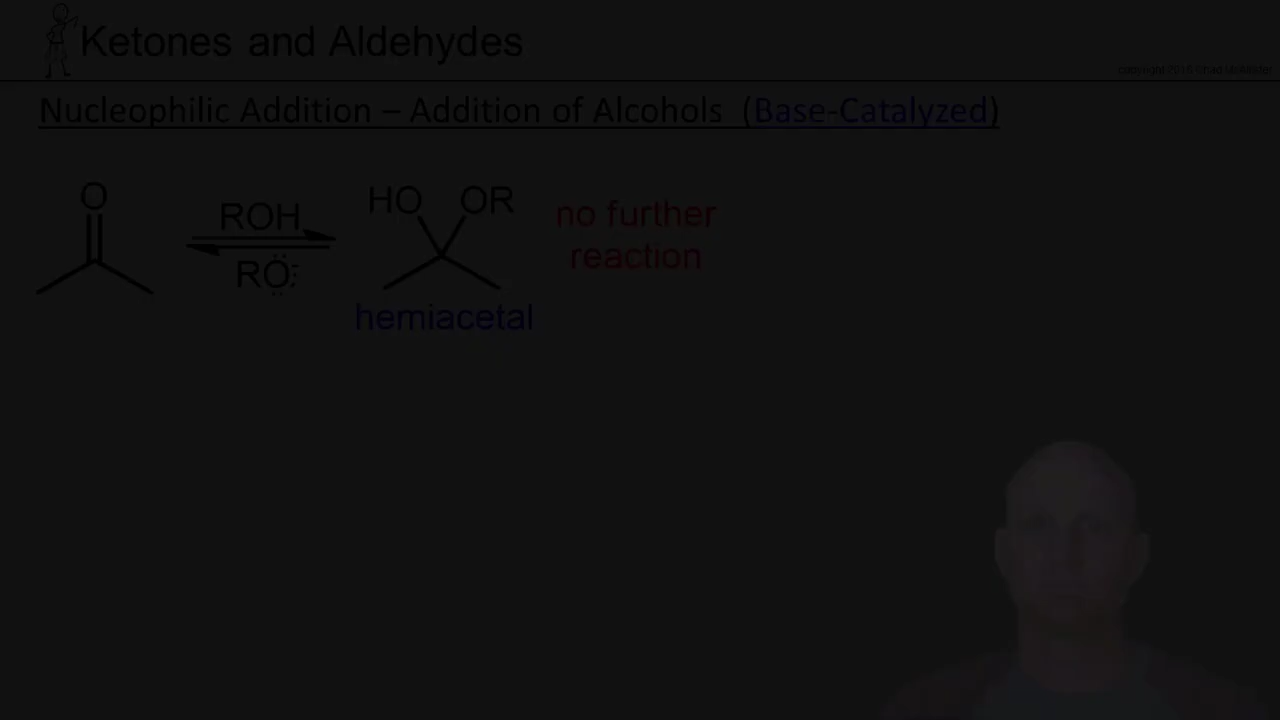 Ketones and Aldehydes
Nucleophilic Addition – Addition of Alcohols (Base-Catalyzed)
O
ROH
RO:-
HO OR
no further
reaction
hemiacetal